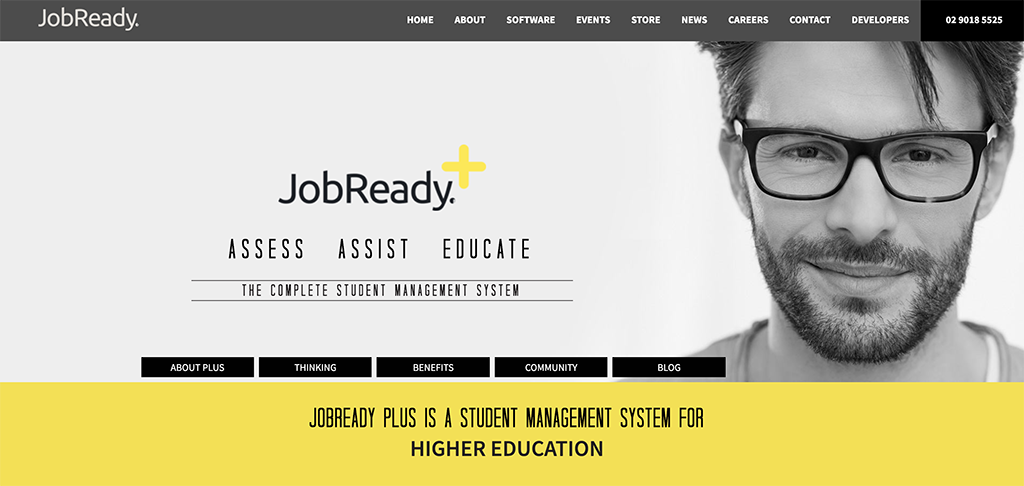 JobReady. HOME ABOUT SOFTWARE EVENTS STORE NEWS CAREERS CONTACT DEVELOPERS 02 9018 5525
JobReady.+
ASSESS ASSIST EDUCATE
THE COMPLETE STUDENT MANAGEMENT SYSTEM
ABOUT PLUS THINKING BENEFITS COMMUNITY BLOG
JOBREADY PLUS IS A STUDENT MANAGEMENT SYSTEM FOR
HIGHER EDUCATION